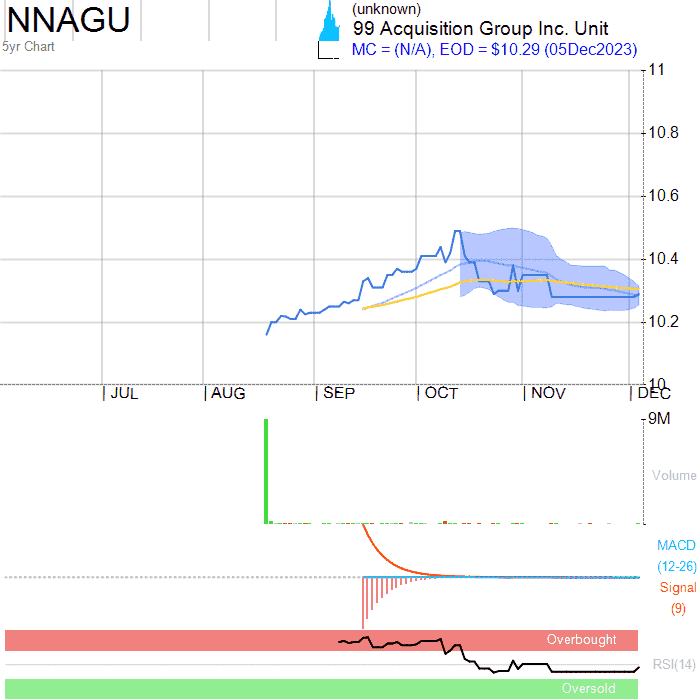 NNAGU
(unknown)
99 Acquisition Group Inc. Unit
5yr Chart
MC = (N/A), EOD = $10.29 (05Dec2023)
11
10.8
10.6
10.4
10.2
10
| JUL | AUG | SEP | OCT | NOV | DEC
9M
Volume
MACD
(12-26)
Signal
(9)
Overbought
RSI(14)
Oversold